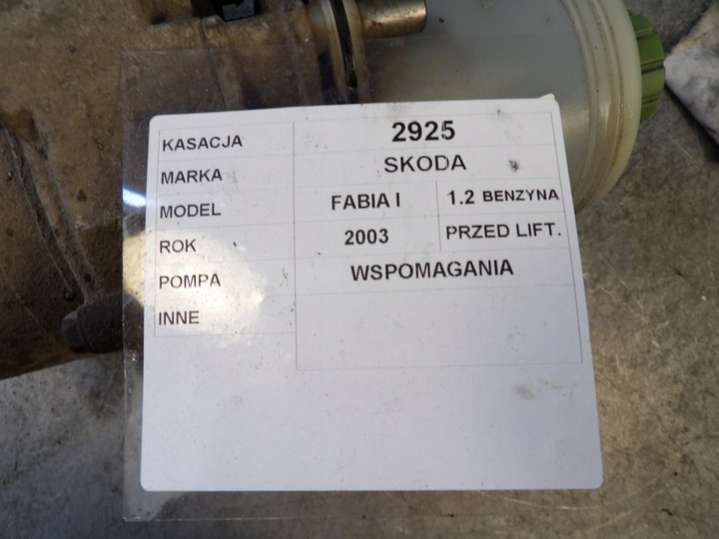 KASACJA 2925
MARKA SKODA
MODEL FABIA I 1.2 BENZYNA
ROK 2003 PRZED LIFT.
POMPA WSPOMAGANIA
INNE